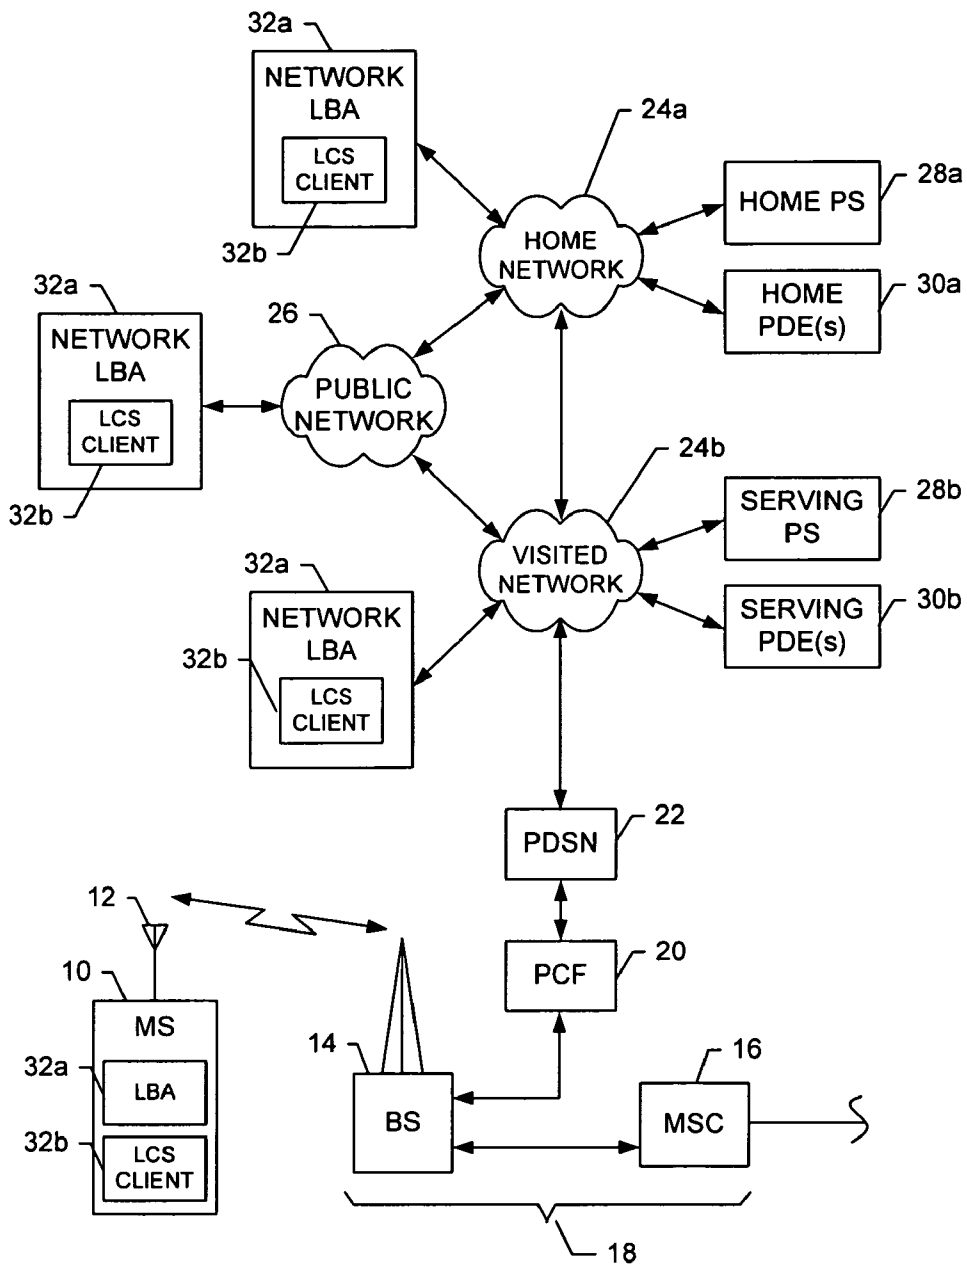 32a
NETWORK
LBA
LCS
CLIENT
32b
24a
HOME
NETWORK
HOME PS
28a
HOME
PDE(s)
30a
32a
NETWORK
LBA
LCS
CLIENT
32b
26
PUBLIC
NETWORK
24b
VISITED
NETWORK
SERVING
PS
28b
SERVING
PDE(s)
30b
32a
NETWORK
LBA
32b
LCS
CLIENT
PDSN
22
PCF
20
12
10
MS
32a
LBA
32b
LCS
CLIENT
14
BS
16
MSC
18